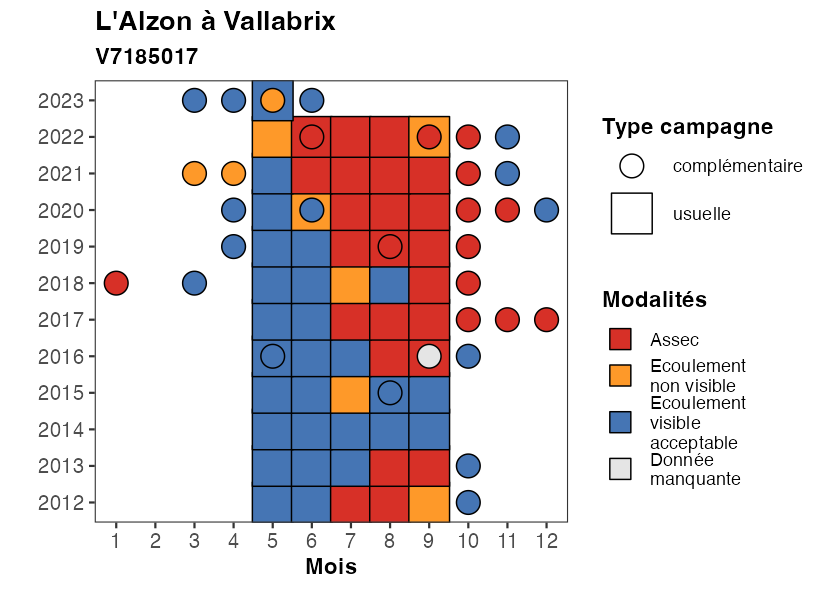 L'Alzon à Vallabrix
V7185017
2023
2022
2021
2020
2019
2018
2017
2016
2015
2014
2013
2012
1 2 3 4 5 6 7 8 9 10 11 12
Mois
Type campagne
complémentaire
usuelle
Modalités
Assec
Ecoulement
non visible
Ecoulement
visible
acceptable
Donnée
manquante